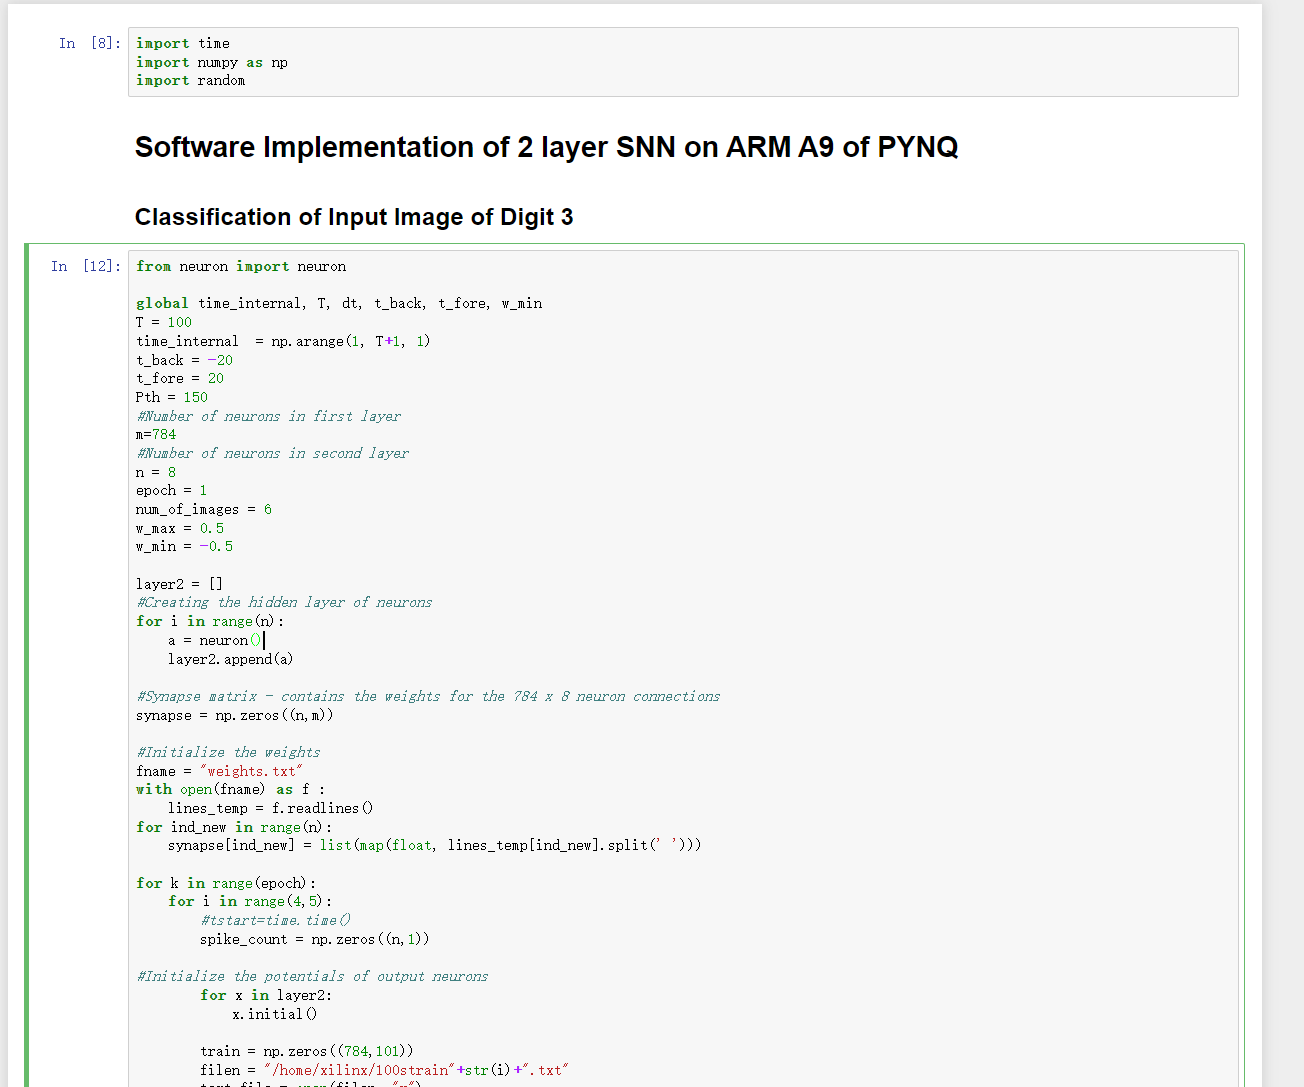 In [8]:
import time
import numpy as np
import random
Software Implementation of 2 layer SNN on ARM A9 of PYNQ
Classification of Input Image of Digit 3
In [12]:
from neuron import neuron
global time_internal, T, dt, t_back, t_fore, w_min
T = 100
time_internal  = np.arange(1, T+1, 1)
t_back = -20
t_fore = 20
Pth = 150
#Number of neurons in first layer
m=784
#Number of neurons in second layer
n = 8
epoch = 1
num_of_images = 6
w_max = 0.5
w_min = -0.5
layer2 = []
#Creating the hidden layer of neurons
for i in range(n):
    a = neuron()
    layer2.append(a)
#Synapse matrix - contains the weights for the 784 x 8 neuron connections
synapse = np.zeros((n,m))
#Initialize the weights
fname = "weights.txt"
with open(fname) as f :
    lines_temp = f.readlines()
for ind_new in range(n):
    synapse[ind_new] = list(map(float, lines_temp[ind_new].split(' ')))
for k in range(epoch):
    for i in range(4,5):
        #tstart=time.time()
        spike_count = np.zeros((n,1))
#Initialize the potentials of output neurons
        for x in layer2:
            x.initial()
        train = np.zeros((784,101))
        filen = "/home/xilinx/100strain"+str(i)+".txt"